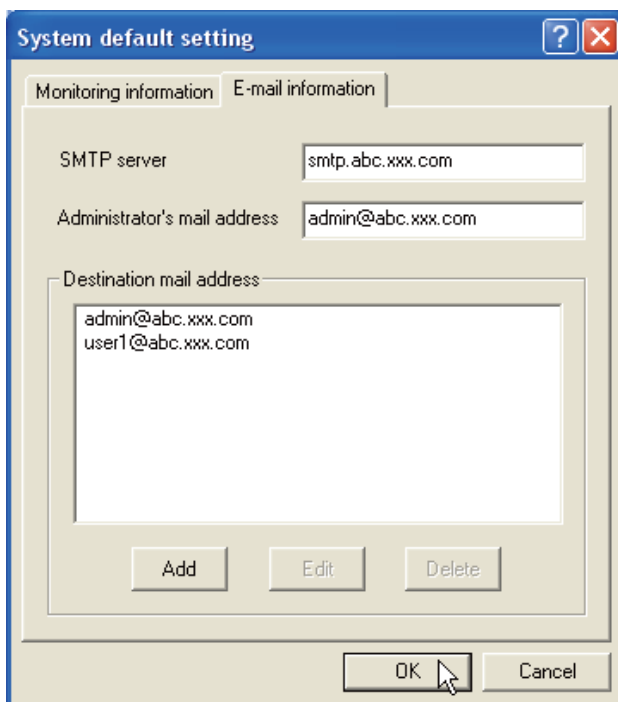 System default setting
Monitoring information E-mail information
SMTP server smtp.abc.xxx.com
Administrator's mail address admin@abc.xxx.com
Destination mail address
admin@abc.xxx.com
user1@abc.xxx.com
Add Edit Delete
OK Cancel